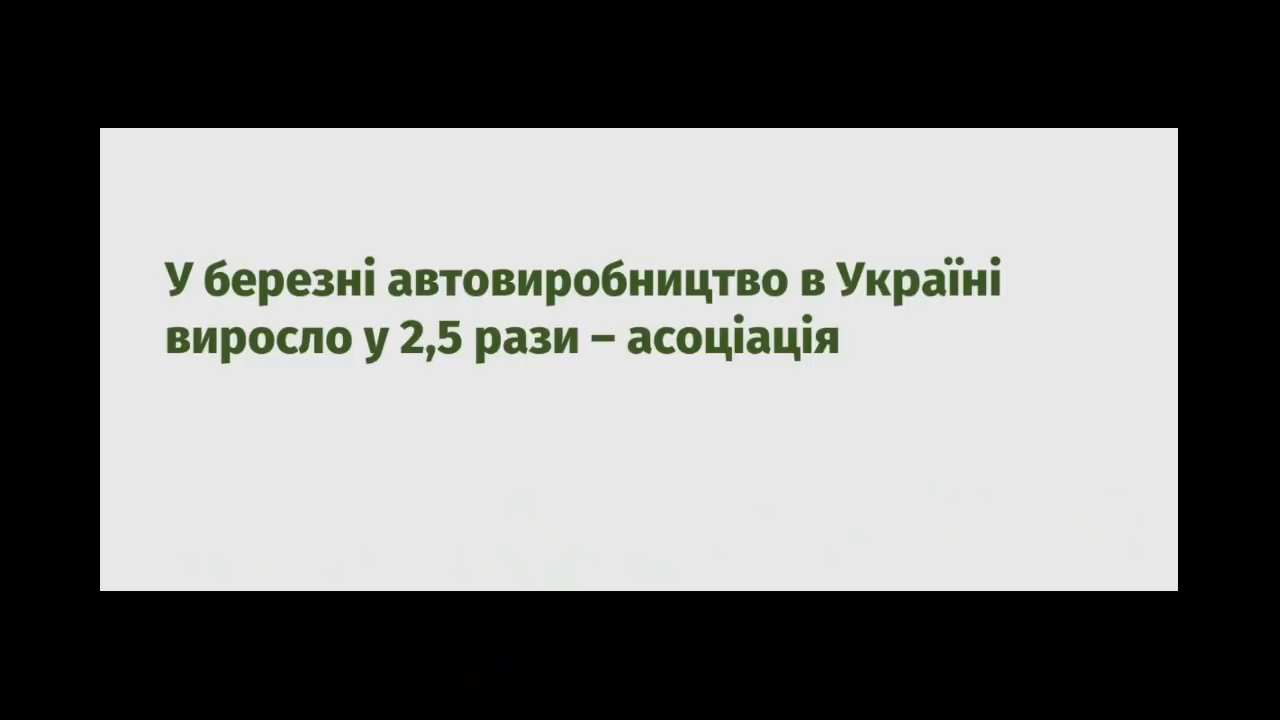 У березні автовиробництво в Україні
виросло у 2,5 рази – асоціація